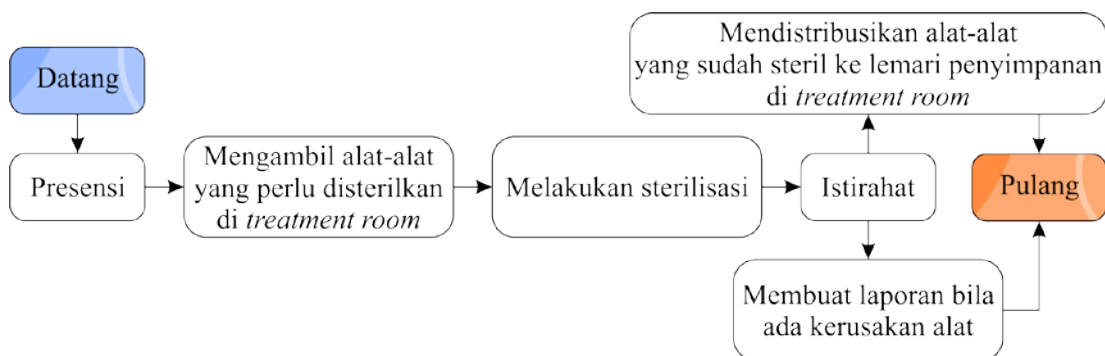 Datang
Presensi
Mengambil alat-alat
yang perlu disterilkan
di treatment room
Melakukan sterilisasi
Istirahat
Mendistribusikan alat-alat
yang sudah steril ke lemari penyimpanan
di treatment room
Membuat laporan bila
ada kerusakan alat
Pulang